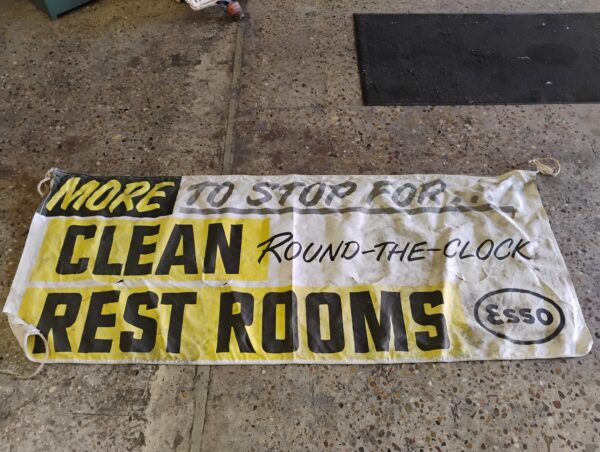 MORE TO STOP FOR....
CLEAN ROUND-THE-CLOCK
REST ROOMS Esso